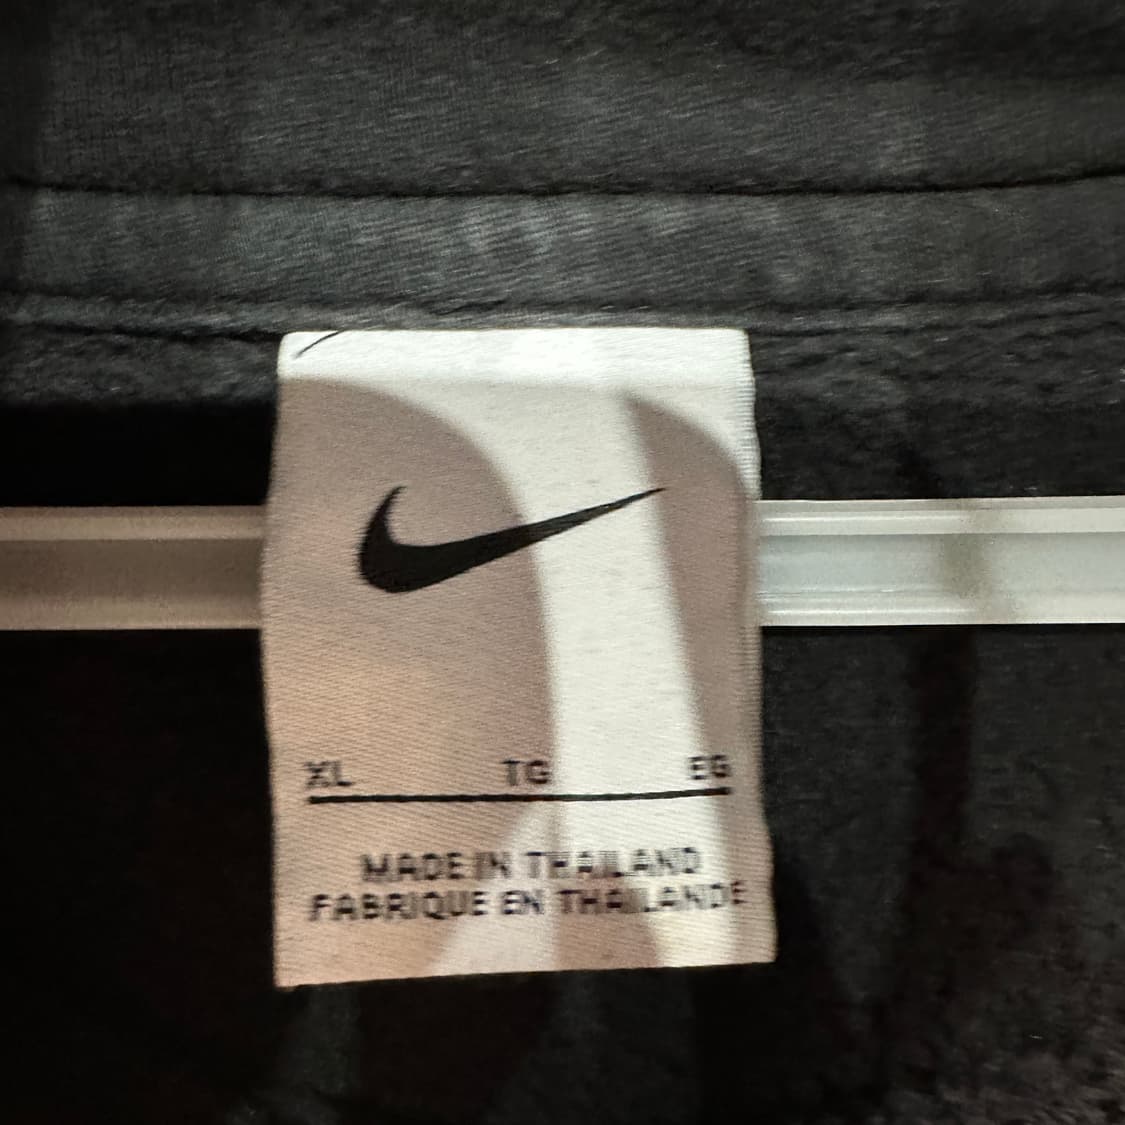 XL TG EG
MADE IN THAILAND
FABRIQUE EN THAILANDE